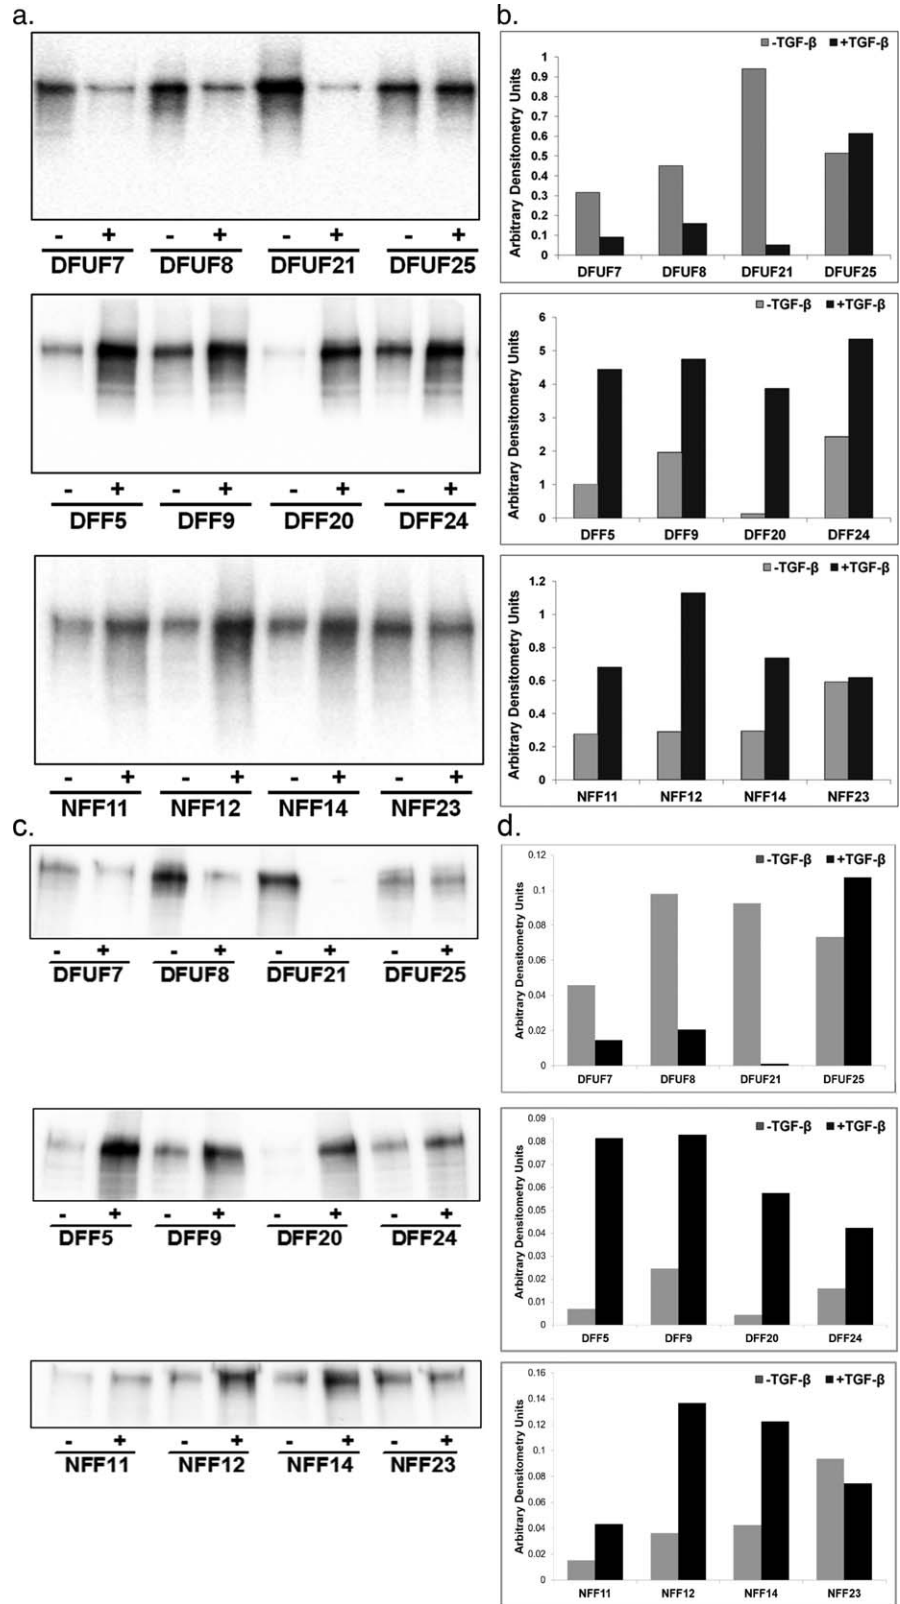 a.
- + - + - + - +
DFUF7 DFUF8 DFUF21 DFUF25
- + - + - + - +
DFF5 DFF9 DFF20 DFF24
- + - + - + - +
NFF11 NFF12 NFF14 NFF23
b.
-TGF-β +TGF-β
Arbitrary Densitometry Units
1
0.9
0.8
0.7
0.6
0.5
0.4
0.3
0.2
0.1
0
DFUF7 DFUF8 DFUF21 DFUF25
-TGF-β +TGF-β
Arbitrary Densitometry Units
6
5
4
3
2
1
0
DFF5 DFF9 DFF20 DFF24
-TGF-β +TGF-β
Arbitrary Densitometry Units
1.2
1
0.8
0.6
0.4
0.2
0
NFF11 NFF12 NFF14 NFF23
c.
- + - + - + - +
DFUF7 DFUF8 DFUF21 DFUF25
- + - + - + - +
DFF5 DFF9 DFF20 DFF24
- + - + - + - +
NFF11 NFF12 NFF14 NFF23
d.
-TGF-β +TGF-β
Arbitrary Densitometry Units
0.12
0.1
0.08
0.06
0.04
0.02
0
DFUF7 DFUF8 DFUF21 DFUF25
-TGF-β +TGF-β
Arbitrary Densitometry Units
0.09
0.08
0.07
0.06
0.05
0.04
0.03
0.02
0.01
0
DFF5 DFF9 DFF20 DFF24
-TGF-β +TGF-β
Arbitrary Densitometry Units
0.16
0.14
0.12
0.1
0.08
0.06
0.04
0.02
0
NFF11 NFF12 NFF14 NFF23